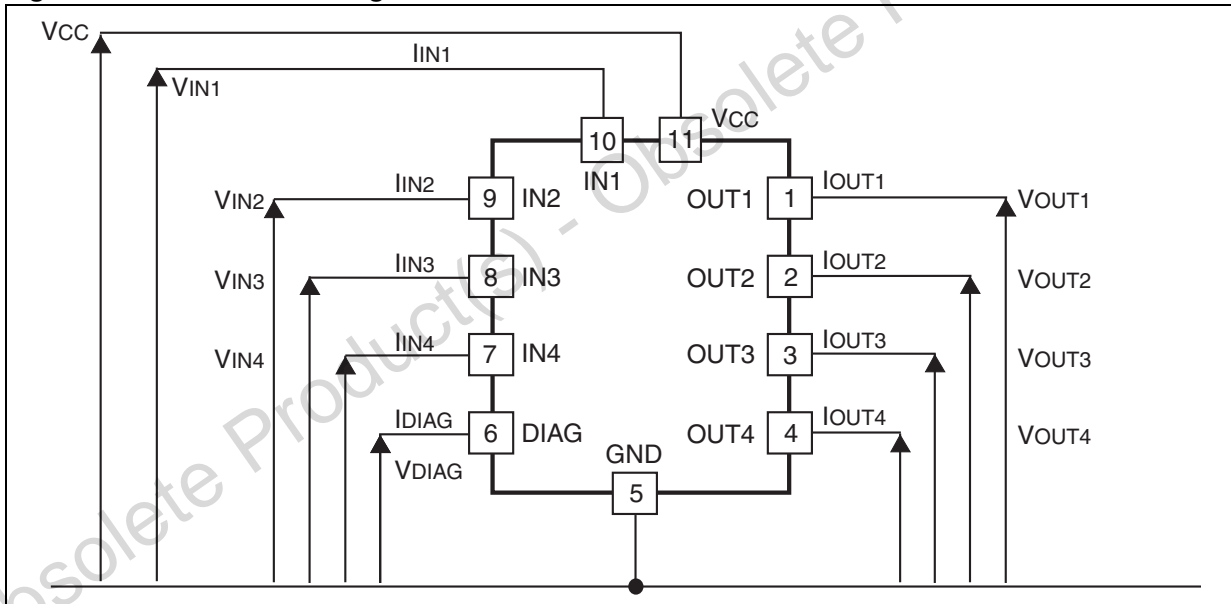 VCC
IIN1
VIN1
VCC
10
11
IN1
VIN2
IIN2
9
IN2
OUT1
1
IOUT1
VOUT1
VIN3
IIN3
8
IN3
OUT2
2
IOUT2
VOUT2
VIN4
IIN4
7
IN4
OUT3
3
IOUT3
VOUT3
IDIAG
6
DIAG
OUT4
4
IOUT4
VOUT4
VDIAG
GND
5
Obsolete Product(s) - Obsolete